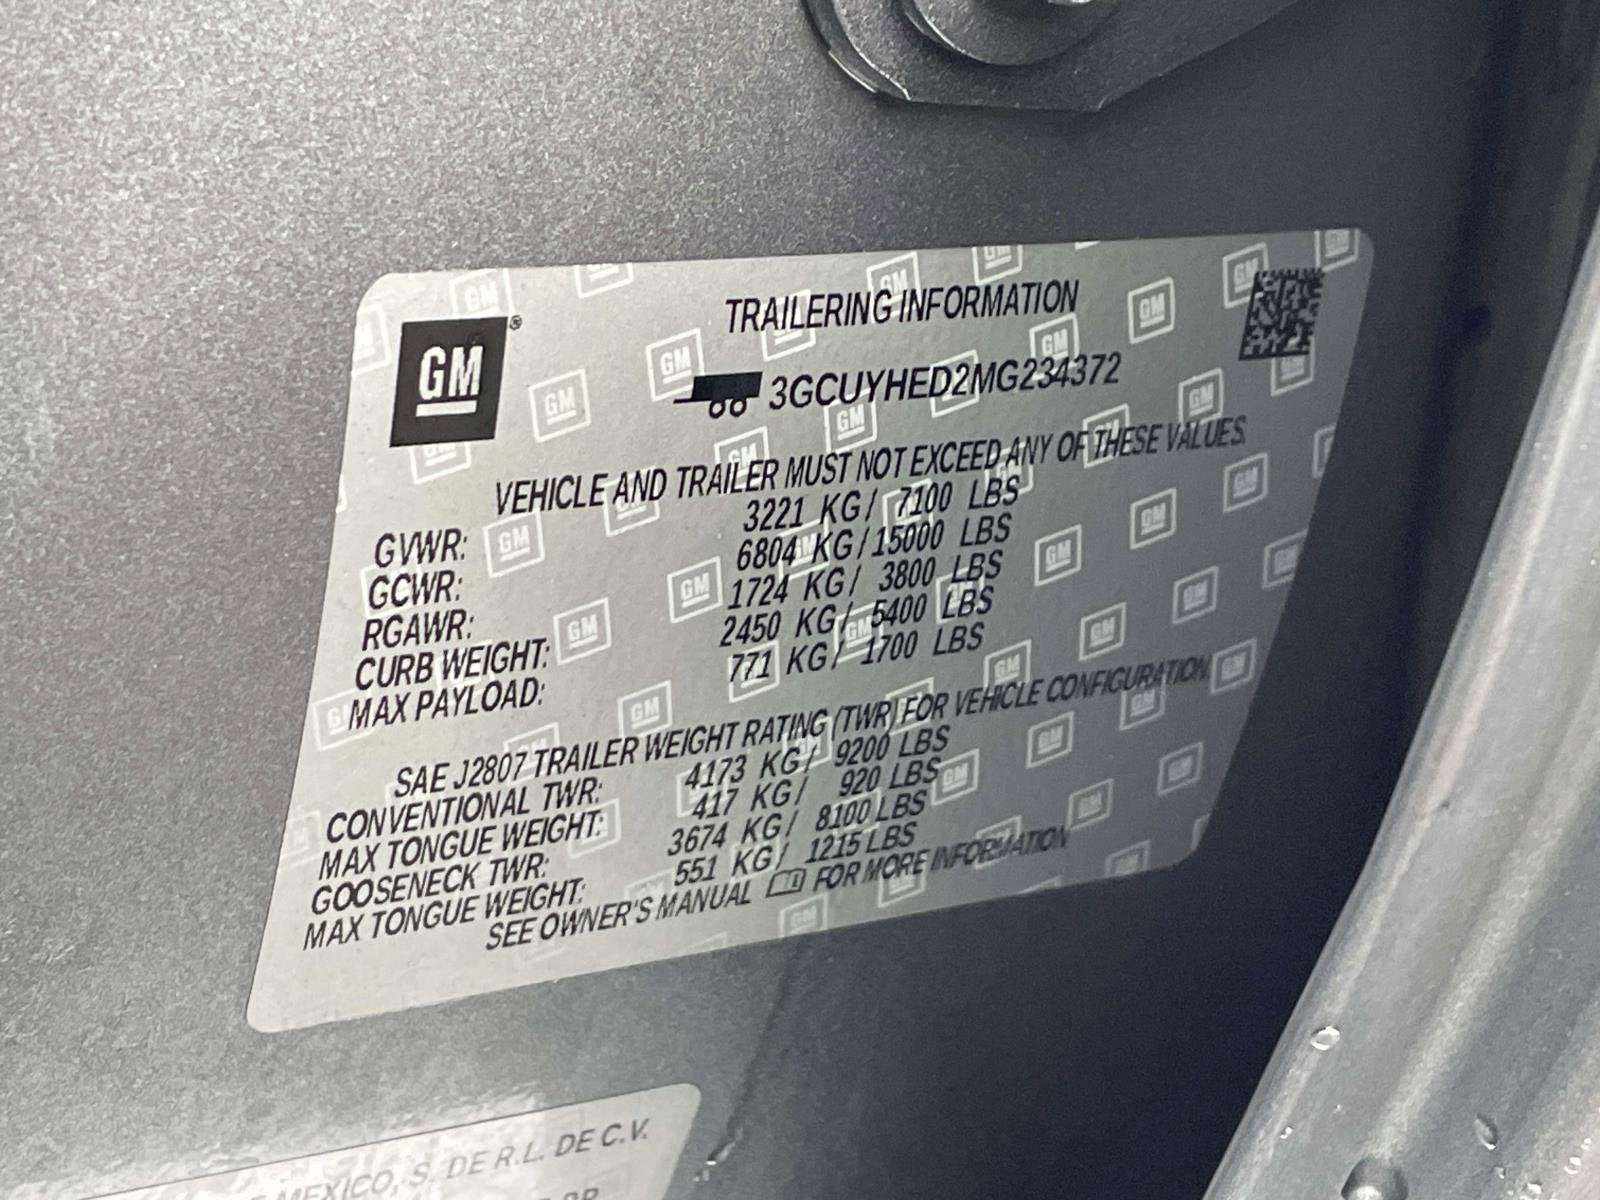 GM®
TRAILERING INFORMATION
3GCUYHED2MG234372
VEHICLE AND TRAILER MUST NOT EXCEED ANY OF THESE VALUES.
GVWR: 3221 KG/ 7100 LBS
GCWR: 6804 KG/15000 LBS
RGAWR: 1724 KG/ 3800 LBS
CURB WEIGHT: 2450 KG/ 5400 LBS
MAX PAYLOAD: 771 KG/ 1700 LBS
SAE J2807 TRAILER WEIGHT RATING (TWR) FOR VEHICLE CONFIGURATION.
CONVENTIONAL TWR: 4173 KG/ 9200 LBS
MAX TONGUE WEIGHT: 417 KG/ 920 LBS
GOOSENECK TWR: 3674 KG/ 8100 LBS
MAX TONGUE WEIGHT: 551 KG/ 1215 LBS
SEE OWNER'S MANUAL FOR MORE INFORMATION
MEXICO, S. DE R.L. DE C.V.